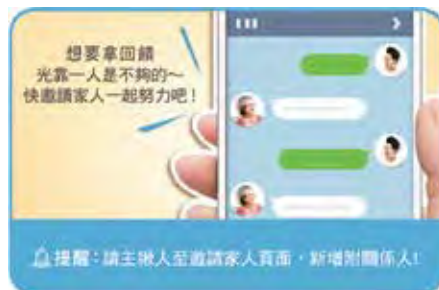 想要拿回饋
光靠一人是不夠的～
快邀請家人一起努力吧！
提醒：請主揪人至邀請家人頁面，新增附關係人!